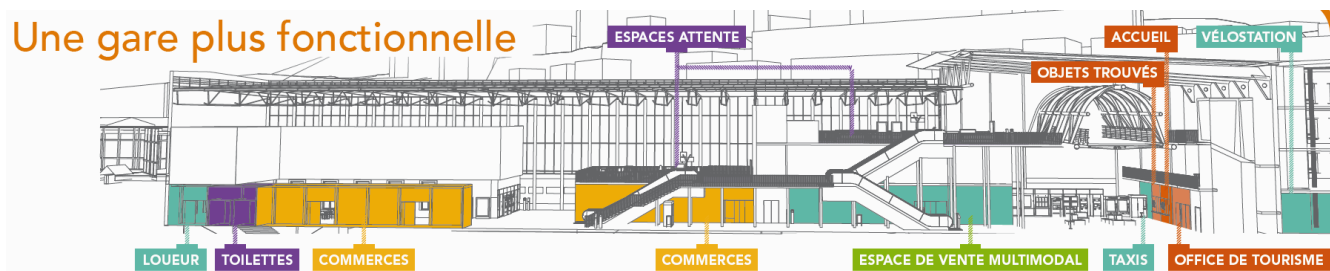 Une gare plus fonctionnelle
ESPACES ATTENTE
ACCUEIL
VÉLOSTATION
OBJETS TROUVÉS
LOUEUR
TOILETTES
COMMERCES
COMMERCES
ESPACE DE VENTE MULTIMODAL
TAXIS
OFFICE DE TOURISME